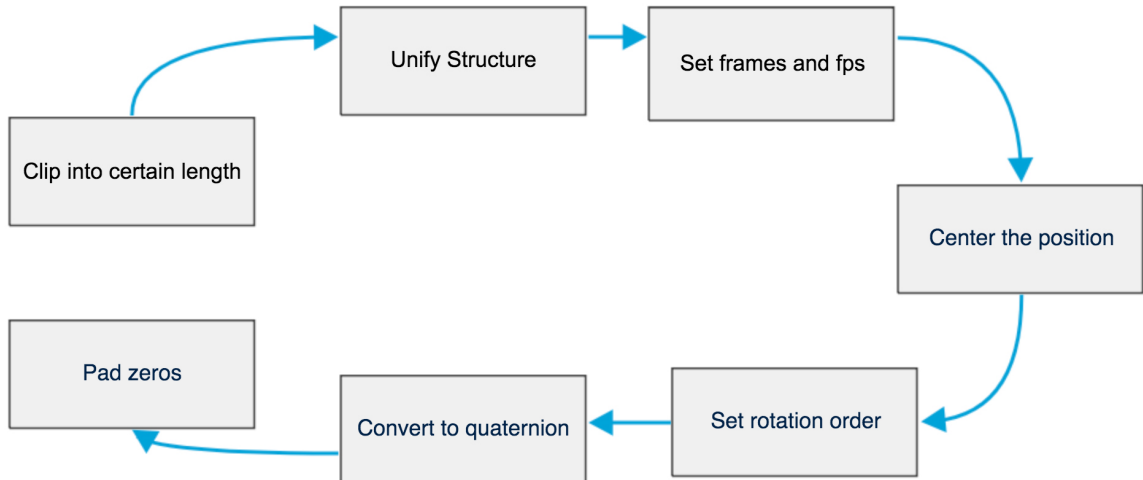 Clip into certain length
Unify Structure
Set frames and fps
Center the position
Set rotation order
Convert to quaternion
Pad zeros